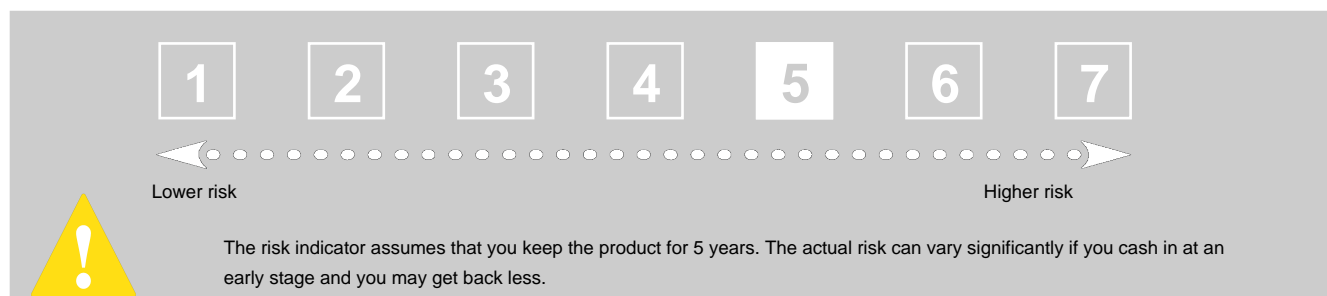 1 2 3 4 5 6 7
Lower risk Higher risk
! The risk indicator assumes that you keep the product for 5 years. The actual risk can vary significantly if you cash in at an
early stage and you may get back less.